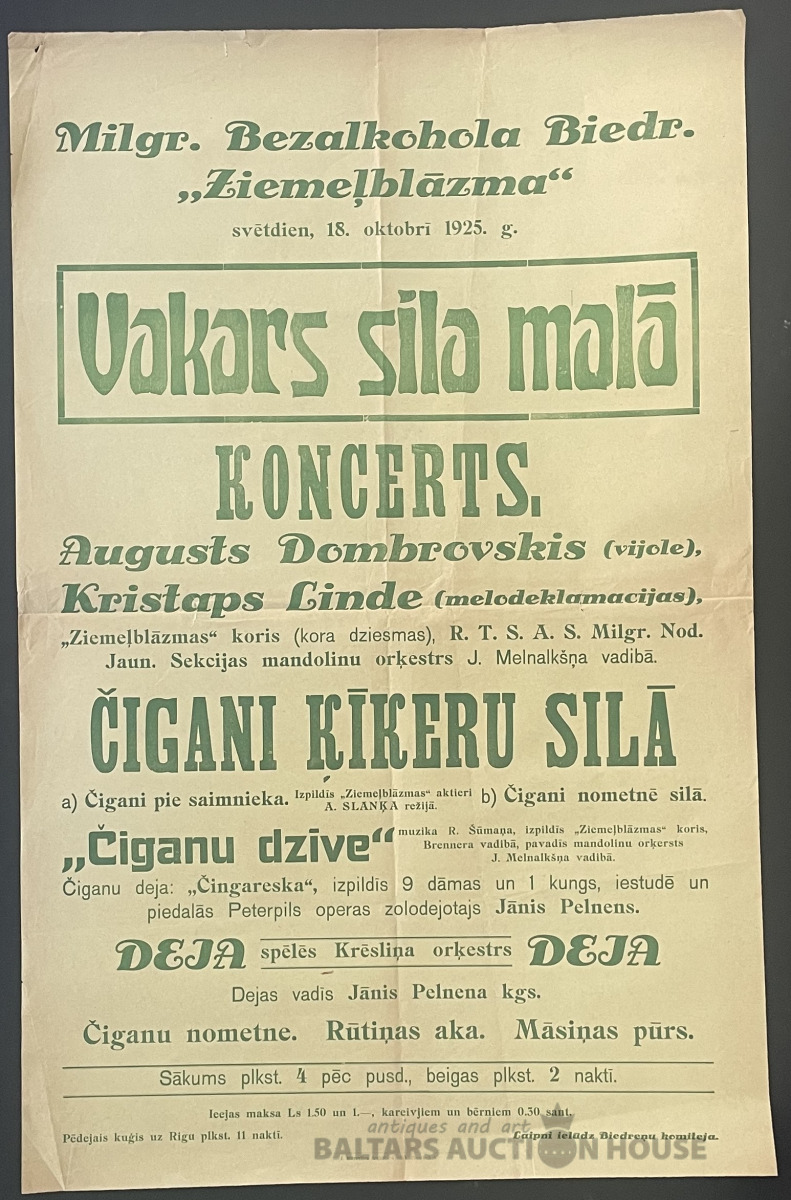 Milgr. Bezalkohola Biedr.
„Ziemeļblāzma“
svētdien, 18. oktobrī 1925. g.
Vakars sila malā
KONCERTS.
Augusts Dombrovskis (vijole),
Kristaps Linde (melodeklamacijas),
„Ziemeļblāzmas“ koris (kora dziesmas), R. T. S. A. S. Milgr. Nod.
Jaun. Sekcijas mandolinu orķestrs J. Melnalkšņa vadibā.
ČIGANI ĶĪĶERU SILĀ
a) Čigani pie saimnieka. Izpildīs „Ziemeļblāzmas“ aktieri b) Čigani nometnē silā.
A. SLAŅĶA režijā.
„Čiganu dzīve“ muzika R. Šūmaņa, izpildīs „Ziemeļblāzmas“ koris,
Brennera vadibā, pavadīs mandolinu orķersts
J. Melnalkšņa vadibā.
Čiganu deja: „Čingareska“, izpildīs 9 dāmas un 1 kungs, iestudē un
piedalās Peterpils operas zolodejotajs Jānis Pelnens.
DEJA spēlēs Krēsliņa orķestrs DEJA
Dejas vadīs Jānis Pelnena kgs.
Čiganu nometne. Rūtiņas aka. Māsiņas pūrs.
Sākums plkst. 4 pēc pusd., beigas plkst. 2 naktī.
Ieejas maksa Ls 1.50 un 1.—, kareivjiem un bērniem 0.30 sant.
Pēdejais kuģis uz Rigu plkst. 11 naktī. Laipni ielūdz Biedreņu komileja.
antiques and art
BALTARS AUCTION HOUSE